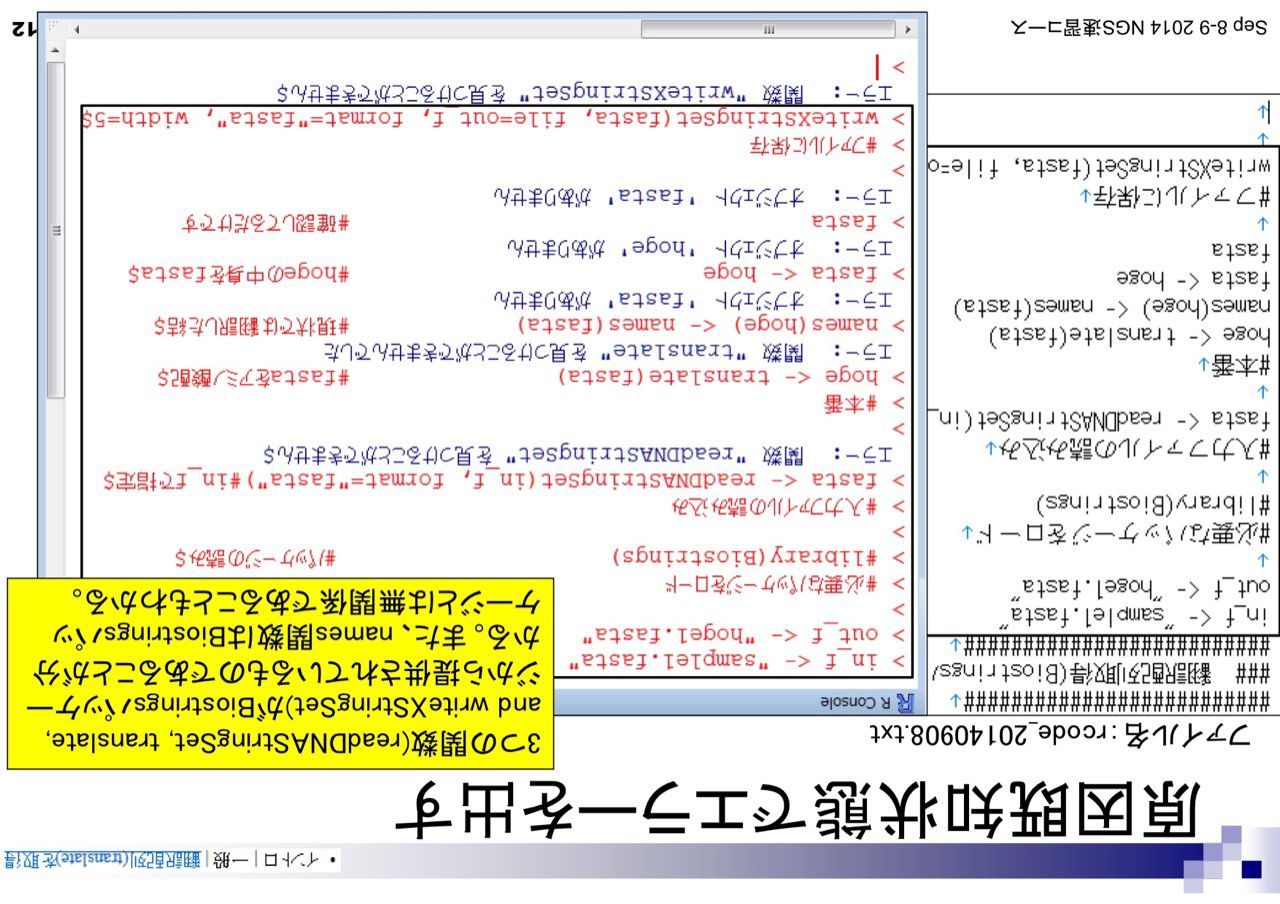 • イントロ | 一般 | 翻訳配列(translate)を取得
原因既知状態でエラーを出す
ファイル名：rcode_20140908.txt
3つの関数(readDNAStringSet, translate,
and writeXStringSet)がBiostringsパッケー
ジから提供されているものであることが分
かる。また、names関数はBiostringsパッ
ケージとは無関係であることもわかる。
##########################↓
### 翻訳配列取得(Biostrings
##########################↓
in_f <- "sample1.fasta"
out_f <- "hoge1.fasta"
↓
#必要なパッケージをロード↓
#library(Biostrings)
↓
#入力ファイルの読み込み↓
fasta <- readDNAStringSet(in_
↓
#本番↓
hoge <- translate(fasta)
names(hoge) <- names(fasta)
fasta <- hoge
fasta
↓
#ファイルに保存↓
writeXStringSet(fasta, file=o
↓
↓
R Console
> in_f <- "sample1.fasta"
> out_f <- "hoge1.fasta"
>
> #必要なパッケージをロード
> #library(Biostrings) #パッケージの読み$
>
> #入力ファイルの読み込み
> fasta <- readDNAStringSet(in_f, format="fasta")#in_fで指定$
エラー: 関数 "readDNAStringSet" を見つけることができません$
>
> #本番
> hoge <- translate(fasta) #fastaをアミノ酸配$
エラー: 関数 "translate" を見つけることができませんでした
> names(hoge) <- names(fasta) #現状では翻訳した結$
エラー: オブジェクト 'fasta' がありません
> fasta <- hoge #hogeの中身をfasta$
エラー: オブジェクト 'hoge' がありません
> fasta #確認してるだけです
エラー: オブジェクト 'fasta' がありません
>
> #ファイルに保存
> writeXStringSet(fasta, file=out_f, format="fasta", width=5$
エラー: 関数 "writeXStringSet" を見つけることができません$
>
Sep 8-9 2014 NGS速習コース
12